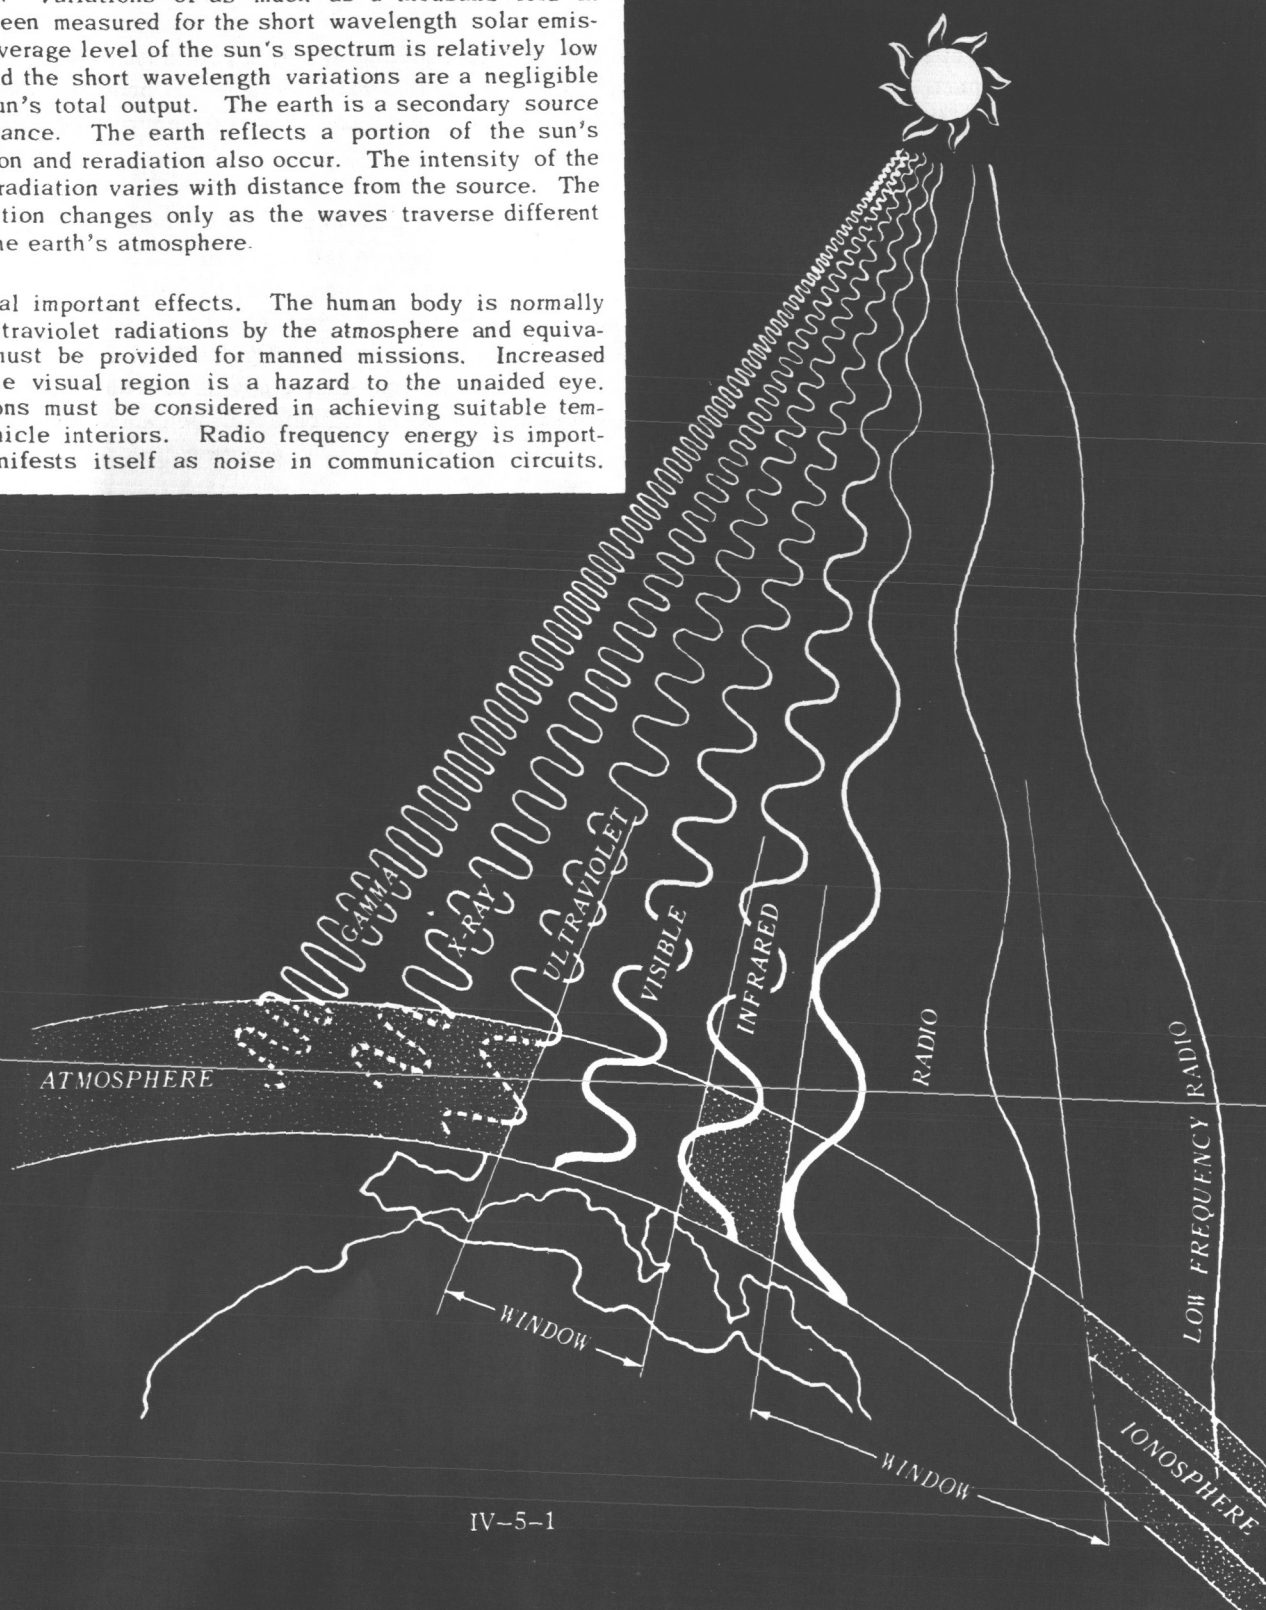 een measured for the short wavelength solar emis-
verage level of the sun's spectrum is relatively low
d the short wavelength variations are a negligible
un's total output. The earth is a secondary source
ance. The earth reflects a portion of the sun's
on and reradiation also occur. The intensity of the
radiation varies with distance from the source. The
tion changes only as the waves traverse different
he earth's atmosphere.
al important effects. The human body is normally
traviolet radiations by the atmosphere and equiva-
must be provided for manned missions. Increased
e visual region is a hazard to the unaided eye.
ons must be considered in achieving suitable tem-
hicle interiors. Radio frequency energy is import-
nifests itself as noise in communication circuits.
GAMMA
X-RAY
ULTRAVIOLET
VISIBLE
INFRARED
RADIO
LOW FREQUENCY RADIO
ATMOSPHERE
WINDOW
WINDOW
IONOSPHERE
IV-5-1